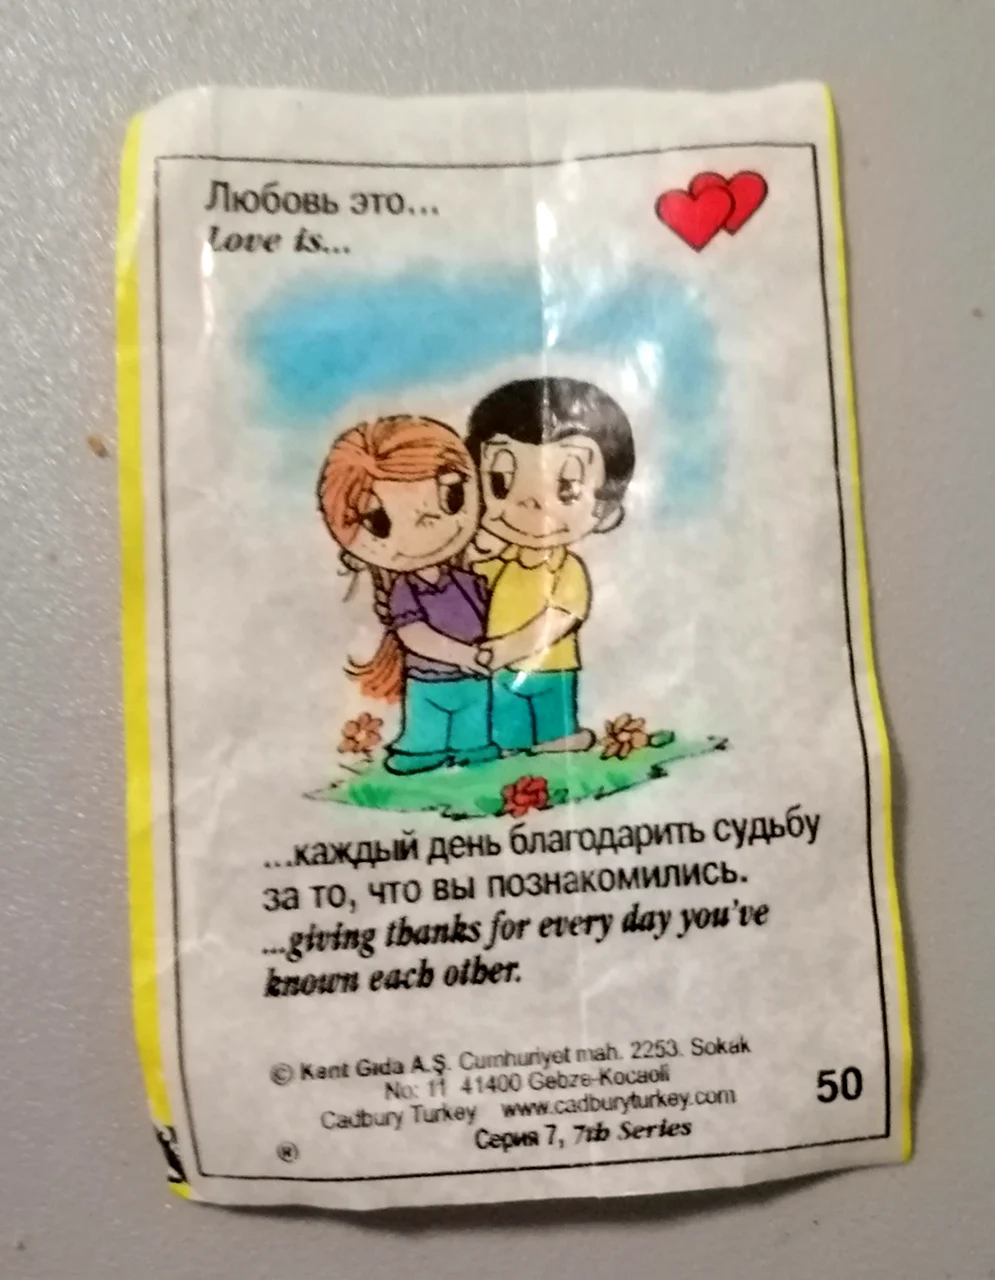 Любовь это...
Love is...
...каждый день благодарить судьбу
за то, что вы познакомились.
...giving thanks for every day you've
known each other.
© Kent Gıda A.Ş. Cumhuriyet mah. 2253. Sokak
No: 11 41400 Gebze-Kocaeli
Cadbury Turkey www.cadburyturkey.com
50
Серия 7, 7th Series
®